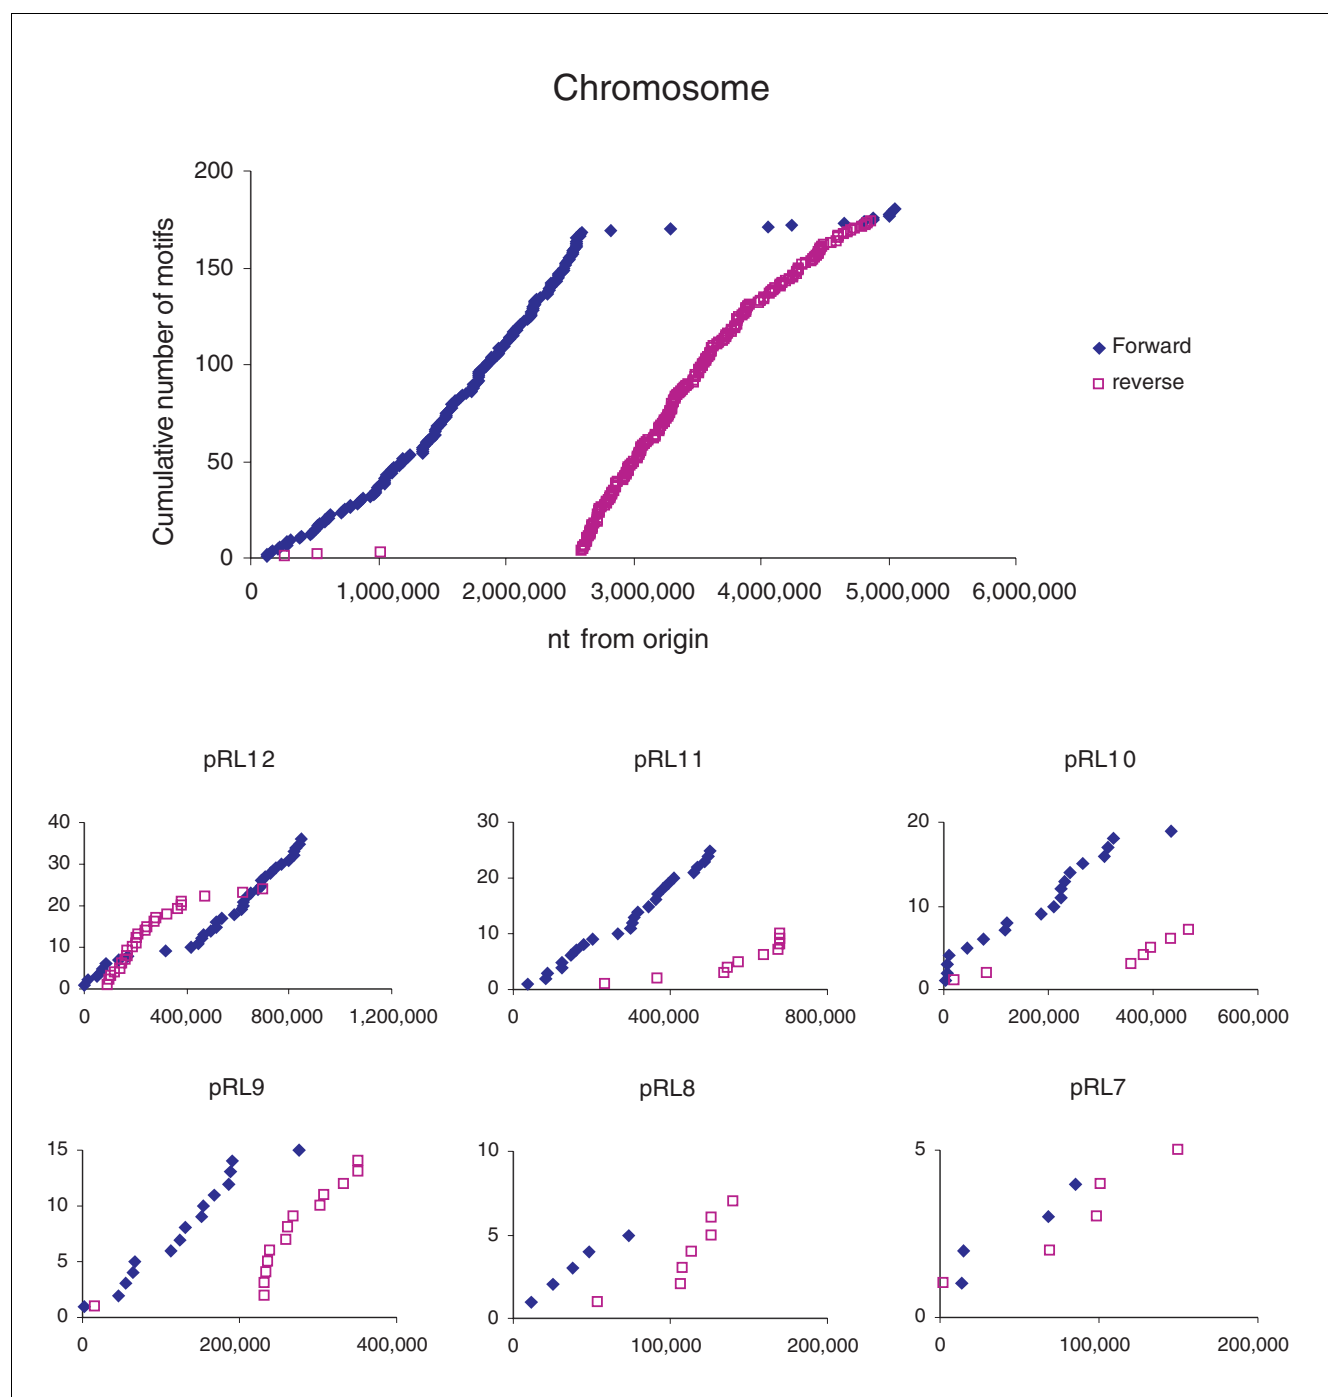 Chromosome
200
150
100
50
0
Cumulative number of motifs
0 1,000,000 2,000,000 3,000,000 4,000,000 5,000,000 6,000,000
nt from origin
Forward
reverse
pRL12
40
30
20
10
0
0 400,000 800,000 1,200,000
pRL11
30
20
10
0
0 400,000 800,000
pRL10
20
10
0
0 200,000 400,000 600,000
pRL9
15
10
5
0
0 200,000 400,000
pRL8
10
5
0
0 100,000 200,000
pRL7
5
0
0 100,000 200,000